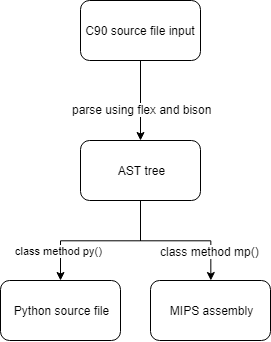 C90 source file input
parse using flex and bison
AST tree
class method py()
class method mp()
Python source file
MIPS assembly